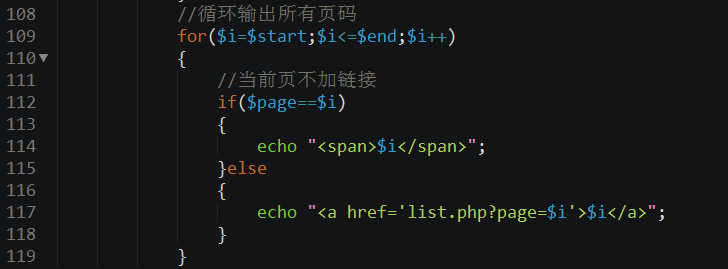 108 //循环输出所有页码
109 for($i=$start;$i<=$end;$i++)
110 {
111 //当前页不加链接
112 if($page==$i)
113 {
114 echo "<span>$i</span>";
115 }else
116 {
117 echo "<a href='list.php?page=$i'>$i</a>";
118 }
119 }